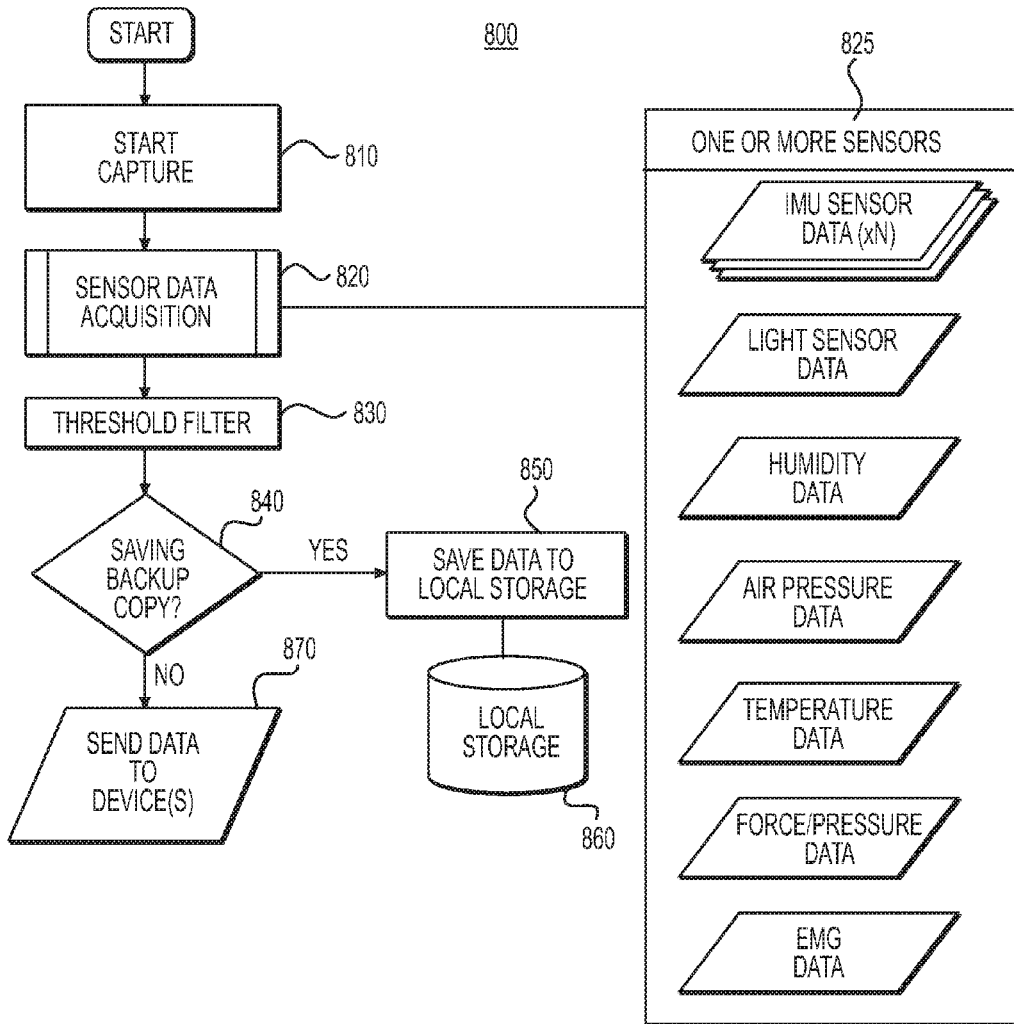 START
800
825
START
CAPTURE
810
ONE OR MORE SENSORS
IMU SENSOR
DATA (xN)
SENSOR DATA
ACQUISITION
820
LIGHT SENSOR
DATA
THRESHOLD FILTER
830
HUMIDITY
DATA
840
SAVING
BACKUP
COPY?
YES
850
SAVE DATA TO
LOCAL STORAGE
AIR PRESSURE
DATA
NO
870
SEND DATA
TO
DEVICE(S)
LOCAL
STORAGE
860
TEMPERATURE
DATA
FORCE/PRESSURE
DATA
EMG
DATA